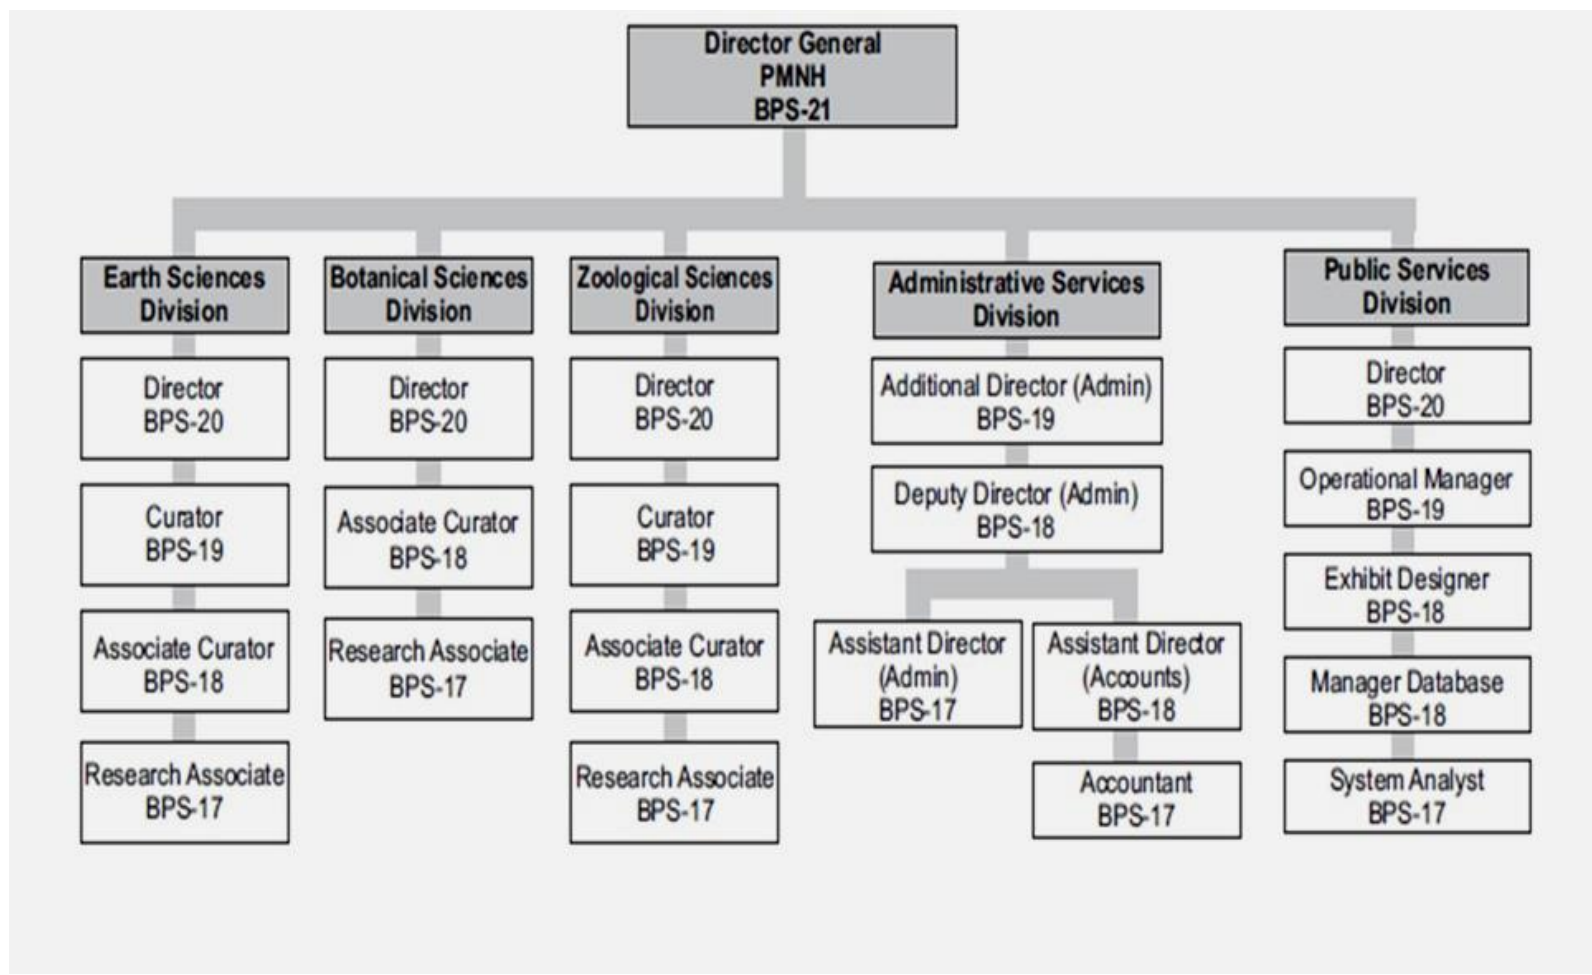 Director General
PMNH
BPS-21
Earth Sciences
Division
Director
BPS-20
Curator
BPS-19
Associate Curator
BPS-18
Research Associate
BPS-17
Botanical Sciences
Division
Director
BPS-20
Associate Curator
BPS-18
Research Associate
BPS-17
Zoological Sciences
Division
Director
BPS-20
Curator
BPS-19
Associate Curator
BPS-18
Research Associate
BPS-17
Administrative Services
Division
Additional Director (Admin)
BPS-19
Deputy Director (Admin)
BPS-18
Assistant Director
(Admin)
BPS-17
Assistant Director
(Accounts)
BPS-18
Accountant
BPS-17
Public Services
Division
Director
BPS-20
Operational Manager
BPS-19
Exhibit Designer
BPS-18
Manager Database
BPS-18
System Analyst
BPS-17